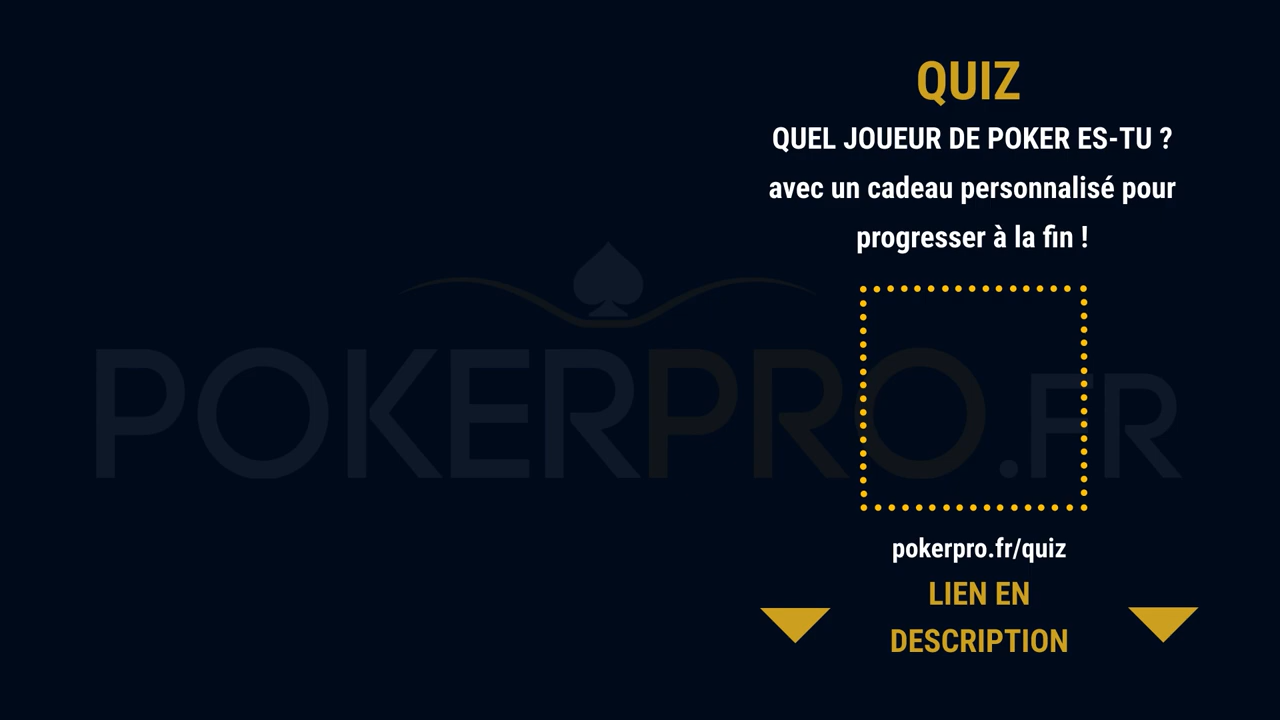 QUIZ
QUEL JOUEUR DE POKER ES-TU ?
avec un cadeau personnalisé pour
progresser à la fin !
POKERPRO.FR
pokerpro.fr/quiz
LIEN EN
DESCRIPTION